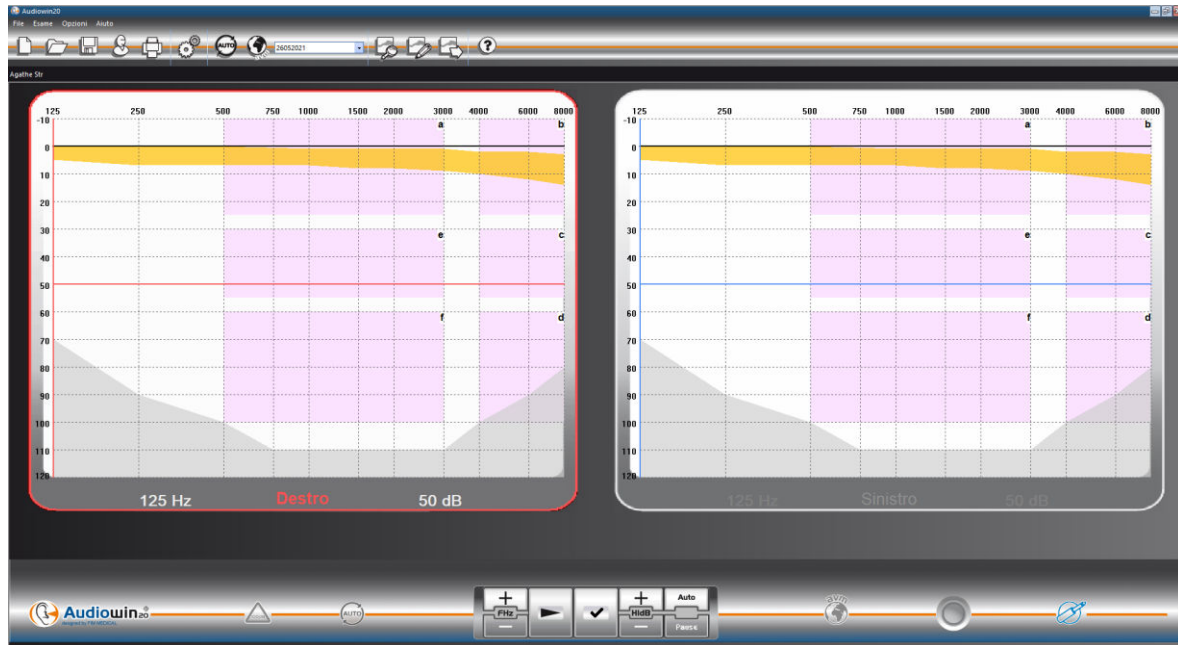 Audiowin20
File Esame Opzioni Aiuto
AUTO 26052021 ?
Agathe Str
125 250 500 750 1000 1500 2000 3000 4000 6000 8000
-10 a b
0
10
20
30 e c
40
50
60 f d
70
80
90
100
110
120
125 Hz Destro 50 dB
125 250 500 750 1000 1500 2000 3000 4000 6000 8000
-10 a b
0
10
20
30 e c
40
50
60 f d
70
80
90
100
110
120
125 Hz Sinistro 50 dB
Audiowin20
AUTO
+ FHz −
+ HldB −
Auto
Pause
avm